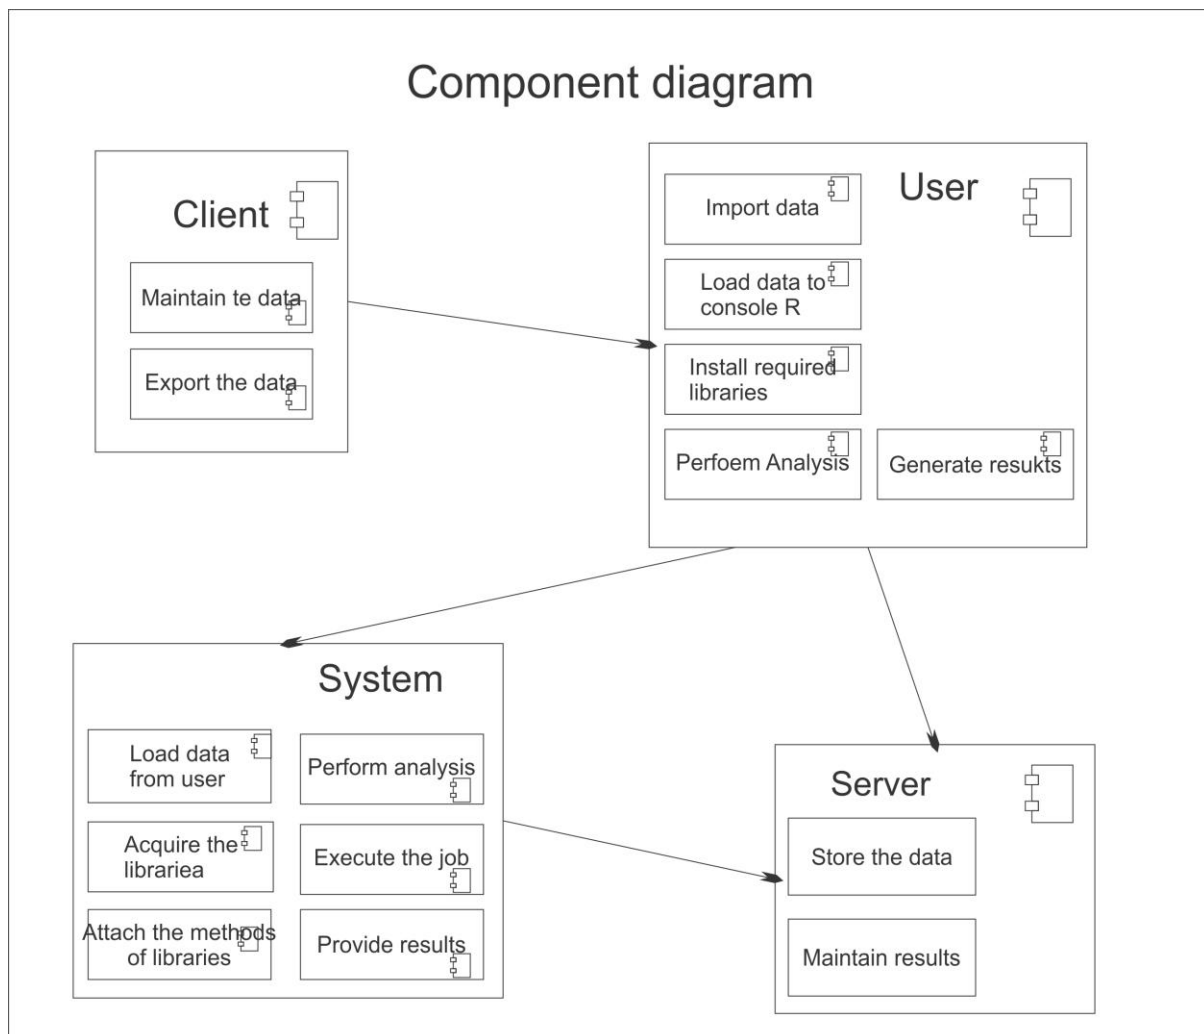 Component diagram
Client
Maintain te data
Export the data
User
Import data
Load data to
console R
Install required
libraries
Perfoem Analysis
Generate resukts
System
Load data
from user
Perform analysis
Acquire the
librariea
Execute the job
Attach the methods
of libraries
Provide results
Server
Store the data
Maintain results